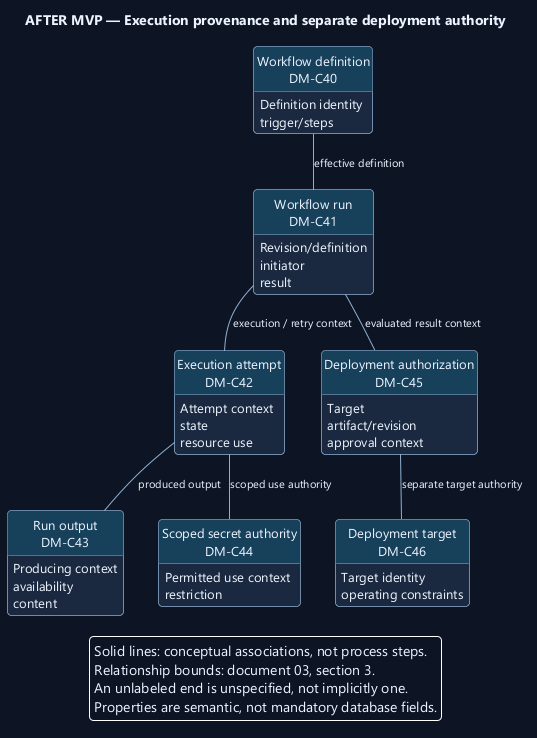 AFTER MVP — Execution provenance and separate deployment authority
Workflow definition
DM-C40
Definition identity
trigger/steps
effective definition
Workflow run
DM-C41
Revision/definition
initiator
result
execution / retry context
evaluated result context
Execution attempt
DM-C42
Attempt context
state
resource use
Deployment authorization
DM-C45
Target
artifact/revision
approval context
produced output
scoped use authority
separate target authority
Run output
DM-C43
Producing context
availability
content
Scoped secret authority
DM-C44
Permitted use context
restriction
Deployment target
DM-C46
Target identity
operating constraints
Solid lines: conceptual associations, not process steps.
Relationship bounds: document 03, section 3.
An unlabeled end is unspecified, not implicitly one.
Properties are semantic, not mandatory database fields.